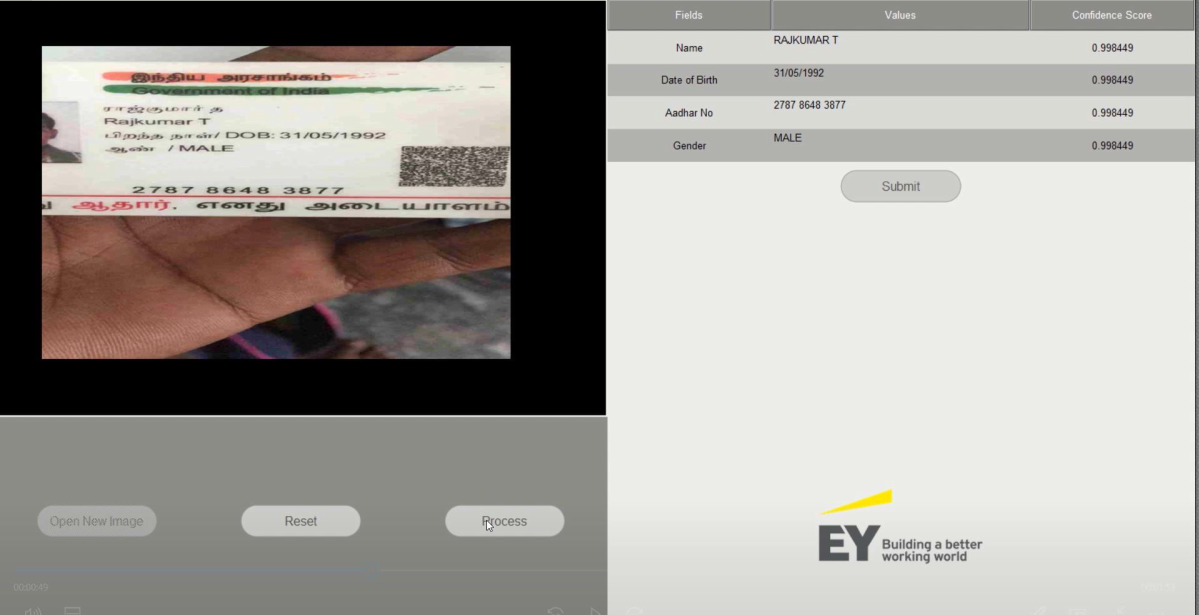 இந்திய அரசாங்கம்
Government of India
ராஜ்குமார் த
Rajkumar T
பிறந்த நாள்/ DOB: 31/05/1992
ஆண் / MALE
2787 8648 3877
ஆதார். எனது அடையாளம்
Open New Image
Reset
Process
00:00:49
Fields Values Confidence Score
Name RAJKUMAR T 0.998449
Date of Birth 31/05/1992 0.998449
Aadhar No 2787 8648 3877 0.998449
Gender MALE 0.998449
Submit
EY Building a better
working world